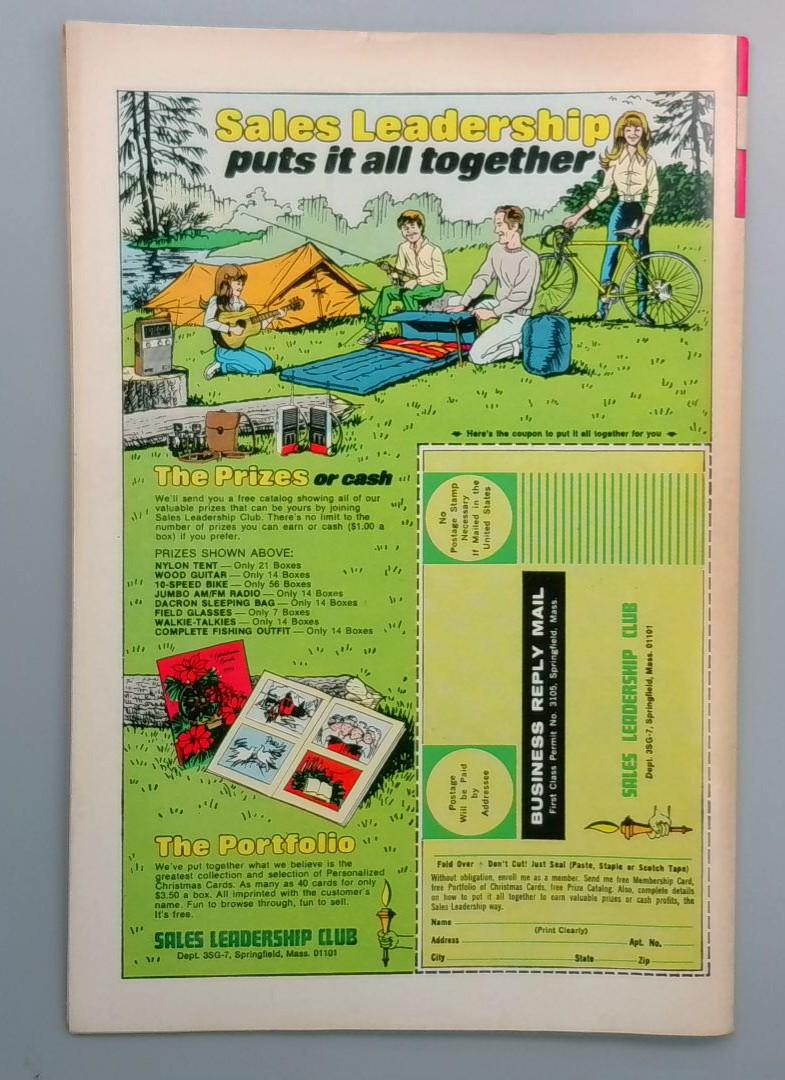 Sales Leadership
puts it all together
The Prizes or cash
We'll send you a free catalog showing all of our
valuable prizes that can be yours by joining
Sales Leadership Club. There's no limit to the
number of prizes you can earn or cash ($1.00 a
box) if you prefer.
PRIZES SHOWN ABOVE:
NYLON TENT — Only 21 Boxes
WOOD GUITAR — Only 14 Boxes
10-SPEED BIKE — Only 56 Boxes
JUMBO AM/FM RADIO — Only 14 Boxes
DACRON SLEEPING BAG — Only 14 Boxes
FIELD GLASSES — Only 7 Boxes
WALKIE-TALKIES — Only 14 Boxes
COMPLETE FISHING OUTFIT — Only 14 Boxes
Peace
The Portfolio
We've put together what we believe is the
greatest collection and selection of Personalized
Christmas Cards. As many as 40 cards for only
$3.50 a box. All imprinted with the customer's
name. Fun to browse through, fun to sell.
It's free.
SALES LEADERSHIP CLUB
Dept. 3SG-7, Springfield, Mass. 01101
Here's the coupon to put it all together for you
No
Postage Stamp
Necessary
If Mailed in the
United States
BUSINESS REPLY MAIL
First Class Permit No. 3105, Springfield, Mass.
Postage
Will be Paid
by
Addressee
SALES LEADERSHIP CLUB
Dept. 3SG-7, Springfield, Mass. 01101
Fold Over - Don't Cut! Just Seal (Paste, Staple or Scotch Tape)
Without obligation, enroll me as a member. Send me free Membership Card,
free Portfolio of Christmas Cards, free Prize Catalog. Also, complete details
on how to put it all together to earn valuable prizes or cash profits, the
Sales Leadership way.
Name
(Print Clearly)
Address Apt. No.
City State Zip